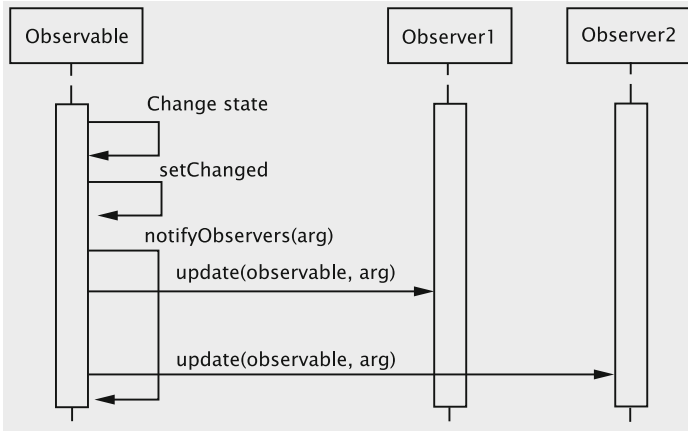 Observable
Observer1
Observer2
Change state
setChanged
notifyObservers(arg)
update(observable, arg)
update(observable, arg)